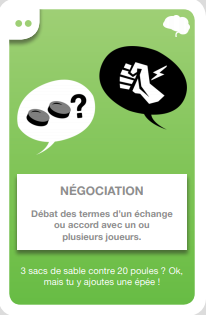 ?
NÉGOCIATION
Débat des termes d'un échange
ou accord avec un ou
plusieurs joueurs.
3 sacs de sable contre 20 poules ? Ok,
mais tu y ajoutes une épée !